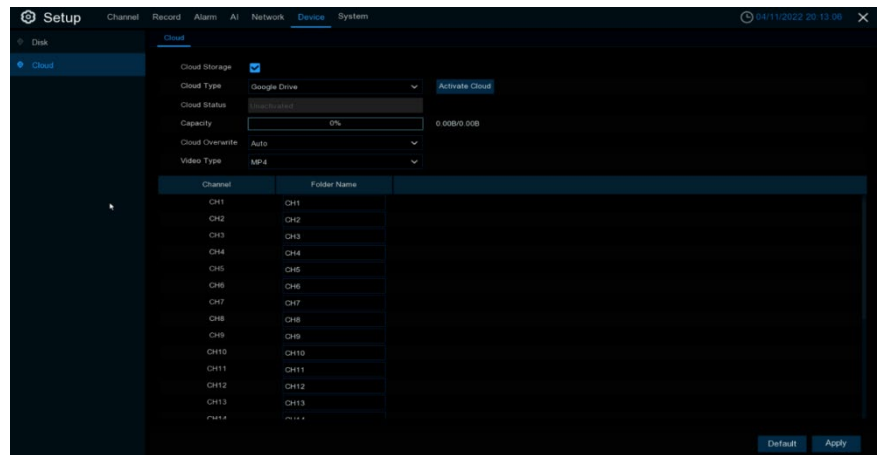 Setup Channel Record Alarm AI Network Device System 04/11/2022 20:13:06
Disk
Cloud
Cloud
Cloud Storage
Cloud Type Google Drive Activate Cloud
Cloud Status Unactivated
Capacity 0% 0.00B/0.00B
Cloud Overwrite Auto
Video Type MP4
Channel Folder Name
CH1 CH1
CH2 CH2
CH3 CH3
CH4 CH4
CH5 CH5
CH6 CH6
CH7 CH7
CH8 CH8
CH9 CH9
CH10 CH10
CH11 CH11
CH12 CH12
CH13 CH13
CH14 CH14
Default Apply